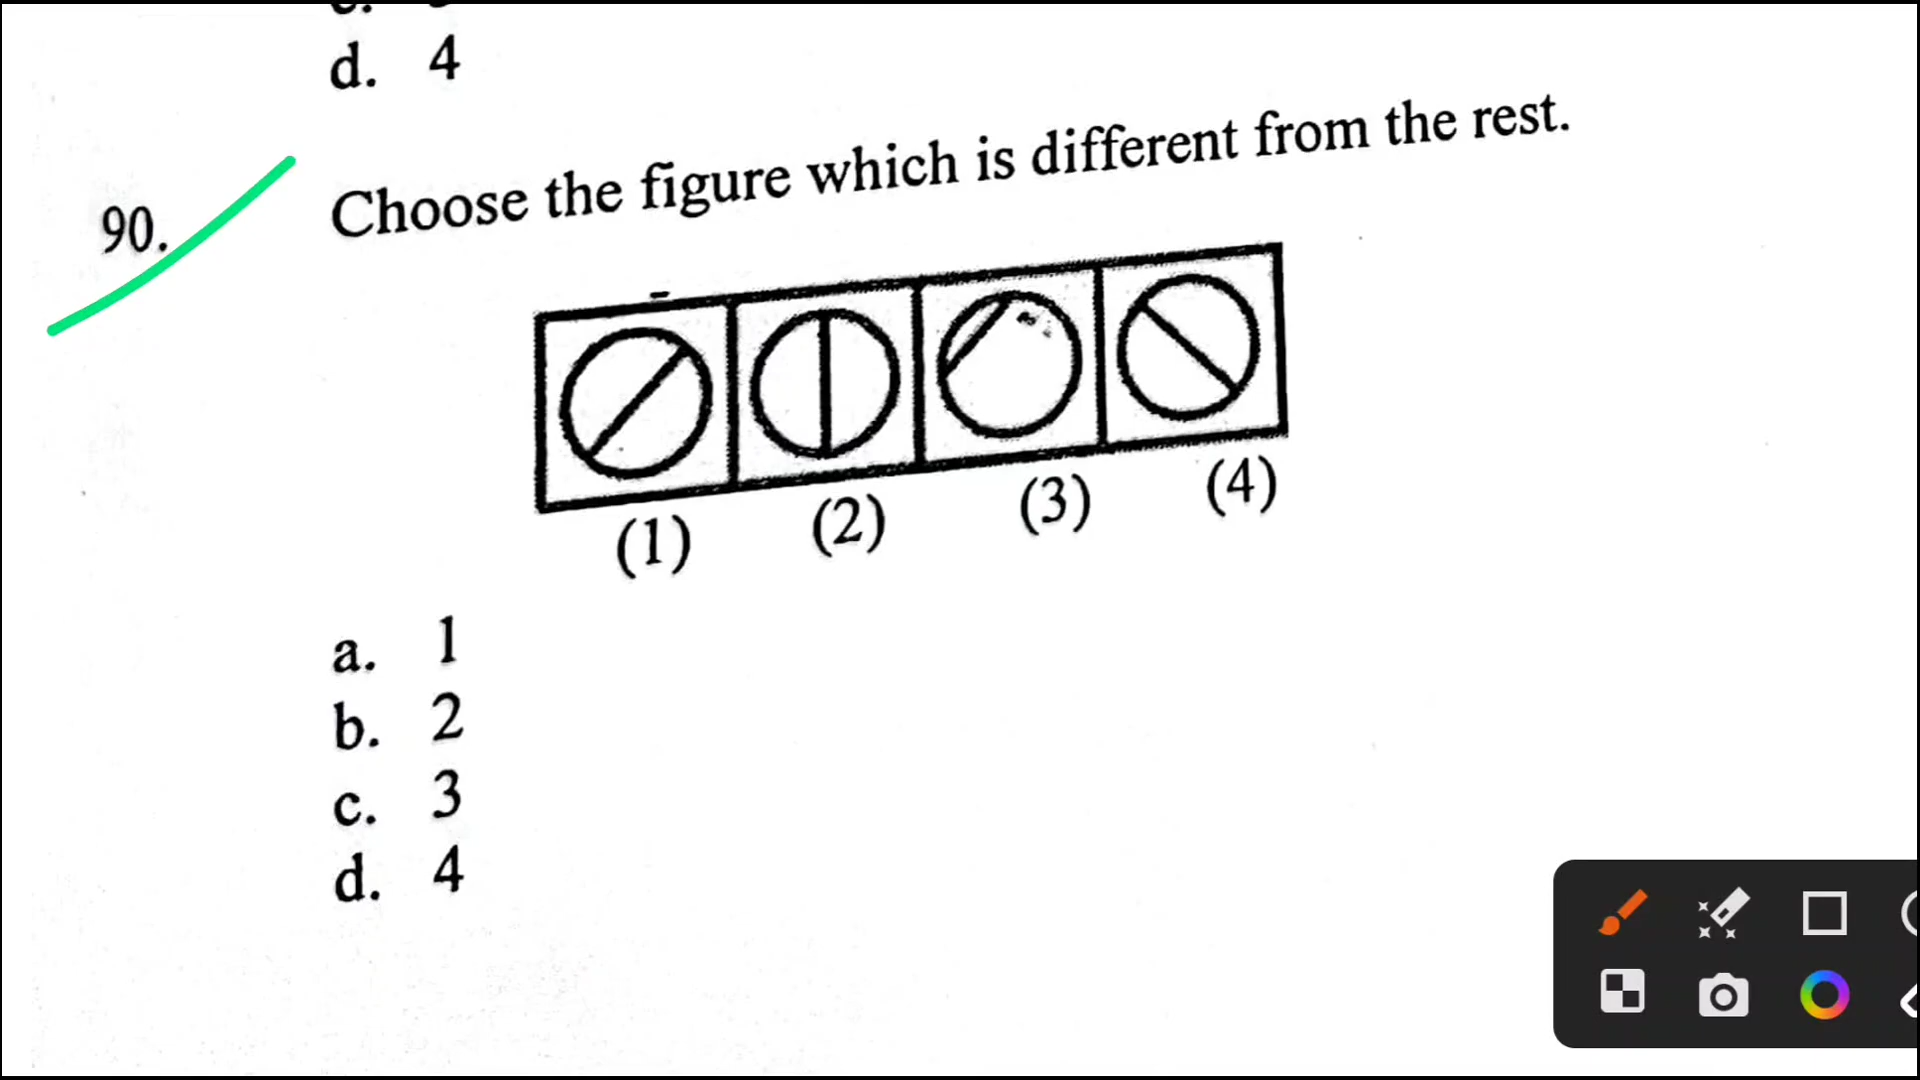 d. 4
90. Choose the figure which is different from the rest.
(1) (2) (3) (4)
a. 1
b. 2
c. 3
d. 4